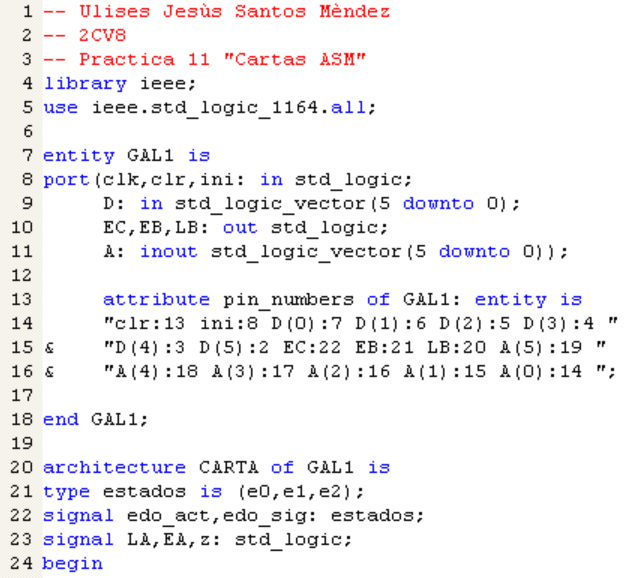 1 -- Ulises Jesùs Santos Mèndez
2 -- 2CV8
3 -- Practica 11 "Cartas ASM"
4 library ieee;
5 use ieee.std_logic_1164.all;
6
7 entity GAL1 is
8 port(clk,clr,ini: in std_logic;
9 D: in std_logic_vector(5 downto 0);
10 EC,EB,LB: out std_logic;
11 A: inout std_logic_vector(5 downto 0));
12
13 attribute pin_numbers of GAL1: entity is
14 "clr:13 ini:8 D(0):7 D(1):6 D(2):5 D(3):4 "
15 & "D(4):3 D(5):2 EC:22 EB:21 LB:20 A(5):19 "
16 & "A(4):18 A(3):17 A(2):16 A(1):15 A(0):14 ";
17
18 end GAL1;
19
20 architecture CARTA of GAL1 is
21 type estados is (e0,e1,e2);
22 signal edo_act,edo_sig: estados;
23 signal LA,EA,z: std_logic;
24 begin